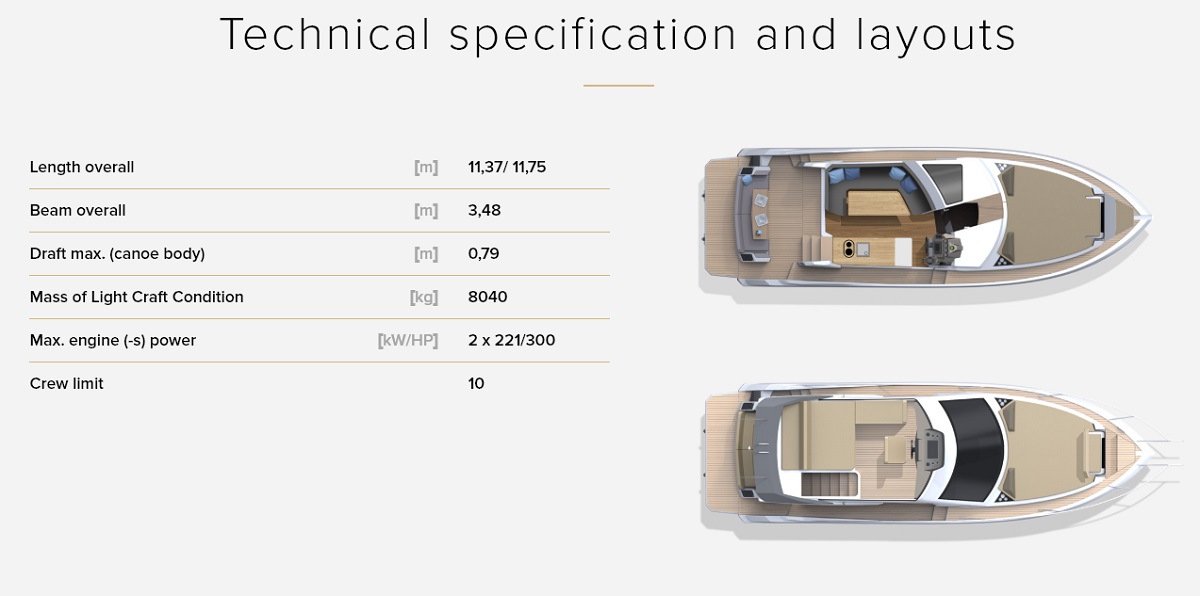 Technical specification and layouts
Length overall [m] 11,37/ 11,75
Beam overall [m] 3,48
Draft max. (canoe body) [m] 0,79
Mass of Light Craft Condition [kg] 8040
Max. engine (-s) power [kW/HP] 2 x 221/300
Crew limit 10